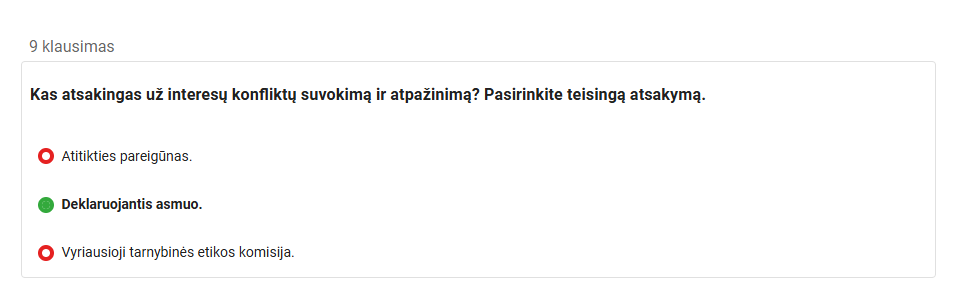 9 klausimas
Kas atsakingas už interesų konfliktų suvokimą ir atpažinimą? Pasirinkite teisingą atsakymą.
Atitikties pareigūnas.
Deklaruojantis asmuo.
Vyriausioji tarnybinės etikos komisija.